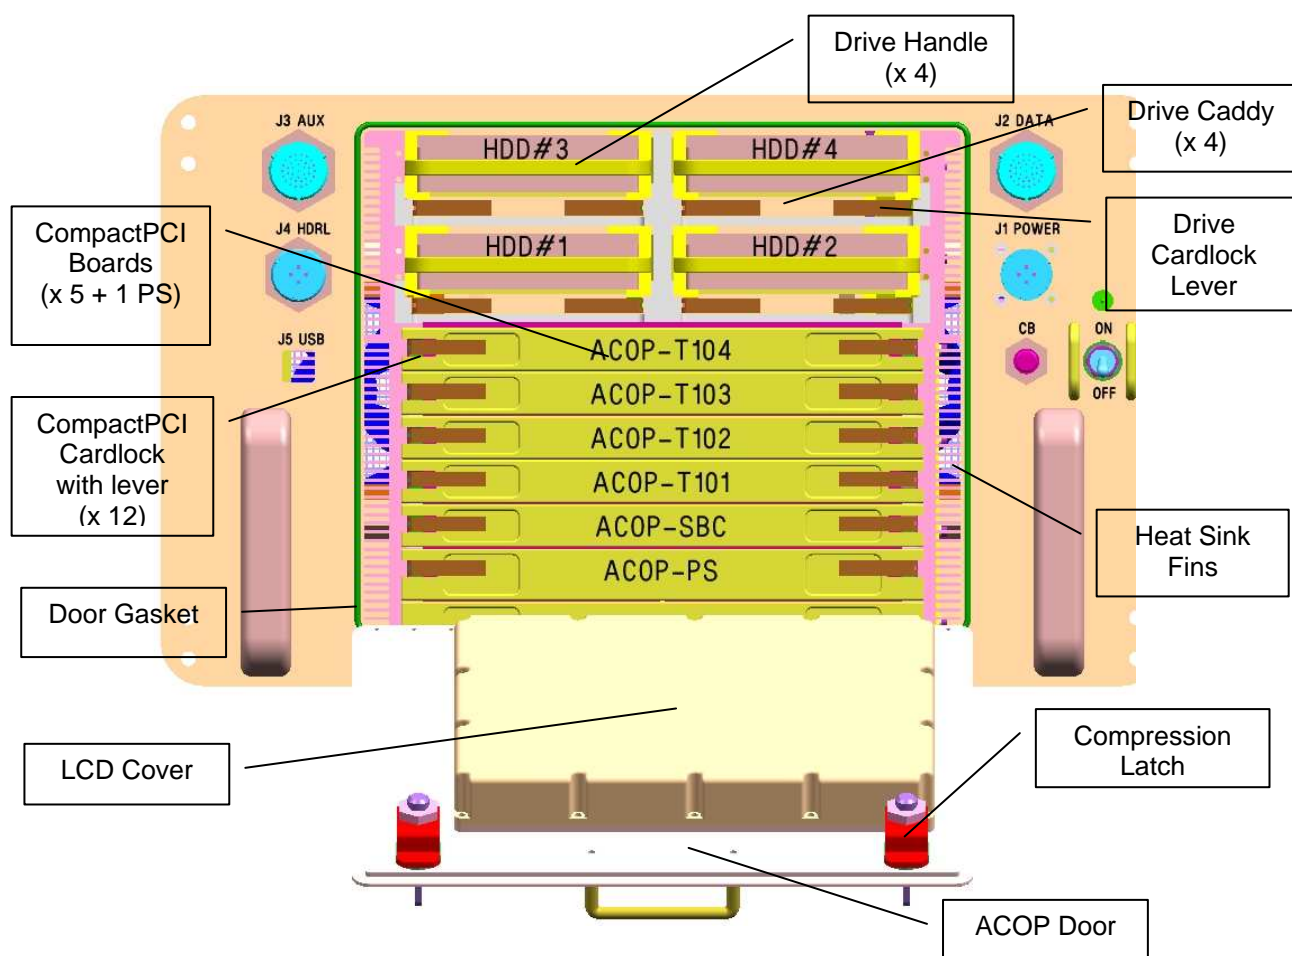 Drive Handle
(x 4)
Drive Caddy
(x 4)
J3 AUX
J2 DATA
HDD#3
HDD#4
CompactPCI
Boards
(x 5 + 1 PS)
J4 HDRL
J1 POWER
Drive
Cardlock
Lever
HDD#1
HDD#2
J5 USB
CB
ON
OFF
ACOP-T104
ACOP-T103
ACOP-T102
ACOP-T101
ACOP-SBC
ACOP-PS
CompactPCI
Cardlock
with lever
(x 12)
Heat Sink
Fins
Door Gasket
LCD Cover
Compression
Latch
ACOP Door